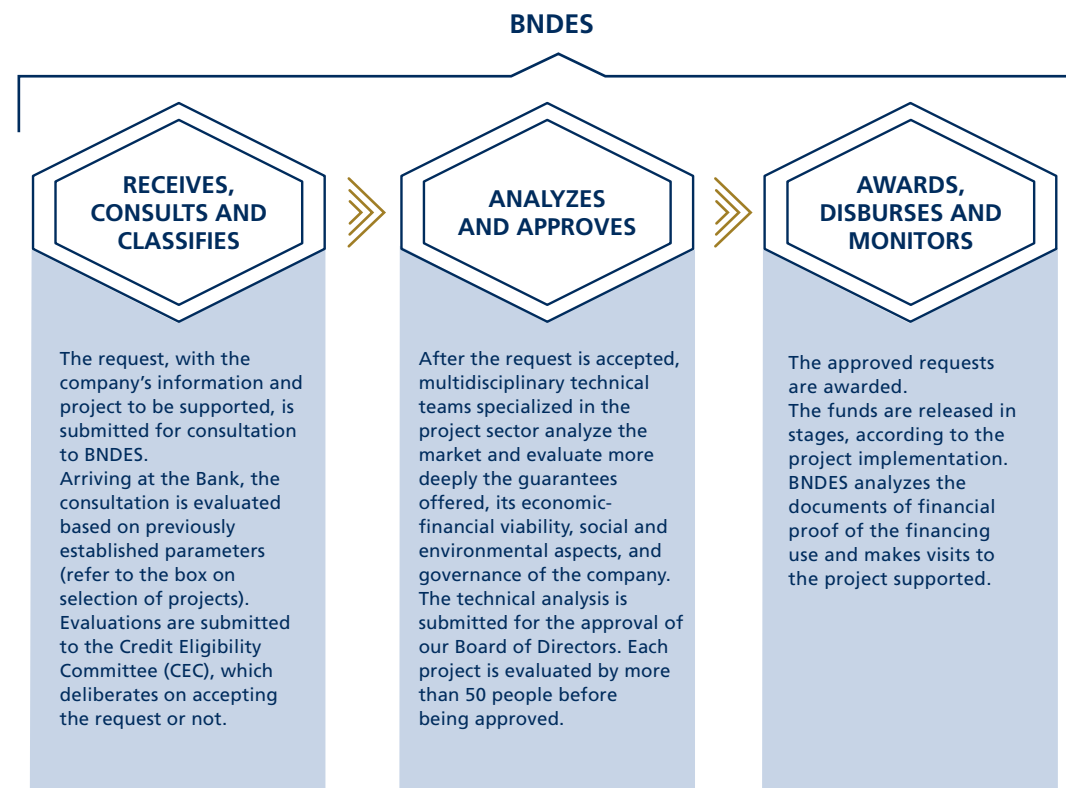 BNDES
RECEIVES,
CONSULTS AND
CLASSIFIES
The request, with the
company's information and
project to be supported, is
submitted for consultation
to BNDES.
Arriving at the Bank, the
consultation is evaluated
based on previously
established parameters
(refer to the box on
selection of projects).
Evaluations are submitted
to the Credit Eligibility
Committee (CEC), which
deliberates on accepting
the request or not.
ANALYZES
AND APPROVES
After the request is accepted,
multidisciplinary technical
teams specialized in the
project sector analyze the
market and evaluate more
deeply the guarantees
offered, its economic-
financial viability, social and
environmental aspects, and
governance of the company.
The technical analysis is
submitted for the approval of
our Board of Directors. Each
project is evaluated by more
than 50 people before
being approved.
AWARDS,
DISBURSES AND
MONITORS
The approved requests
are awarded.
The funds are released in
stages, according to the
project implementation.
BNDES analyzes the
documents of financial
proof of the financing
use and makes visits to
the project supported.